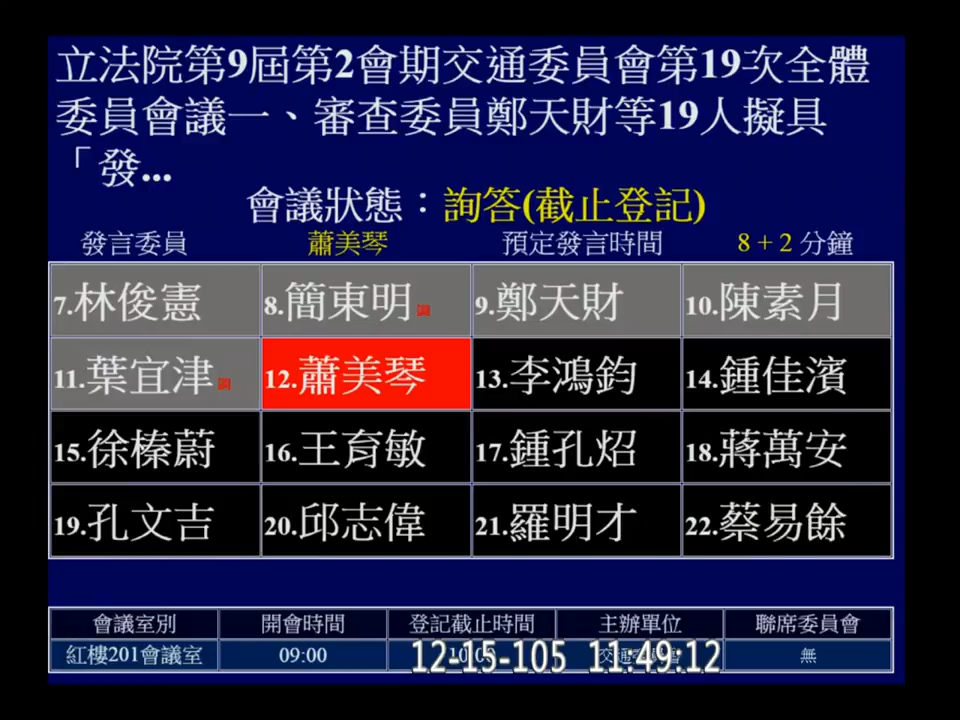 立法院第9屆第2會期交通委員會第19次全體
委員會議一、審查委員鄭天財等19人擬具
「發...
會議狀態：詢答(截止登記)
發言委員 蕭美琴 預定發言時間 8 + 2 分鐘
7.林俊憲 8.簡東明 9.鄭天財 10.陳素月
11.葉宜津 12.蕭美琴 13.李鴻鈞 14.鍾佳濱
15.徐榛蔚 16.王育敏 17.鍾孔炤 18.蔣萬安
19.孔文吉 20.邱志偉 21.羅明才 22.蔡易餘
會議室別 開會時間 登記截止時間 主辦單位 聯席委員會
紅樓201會議室 09:00 無
12-15-105 11:49:12